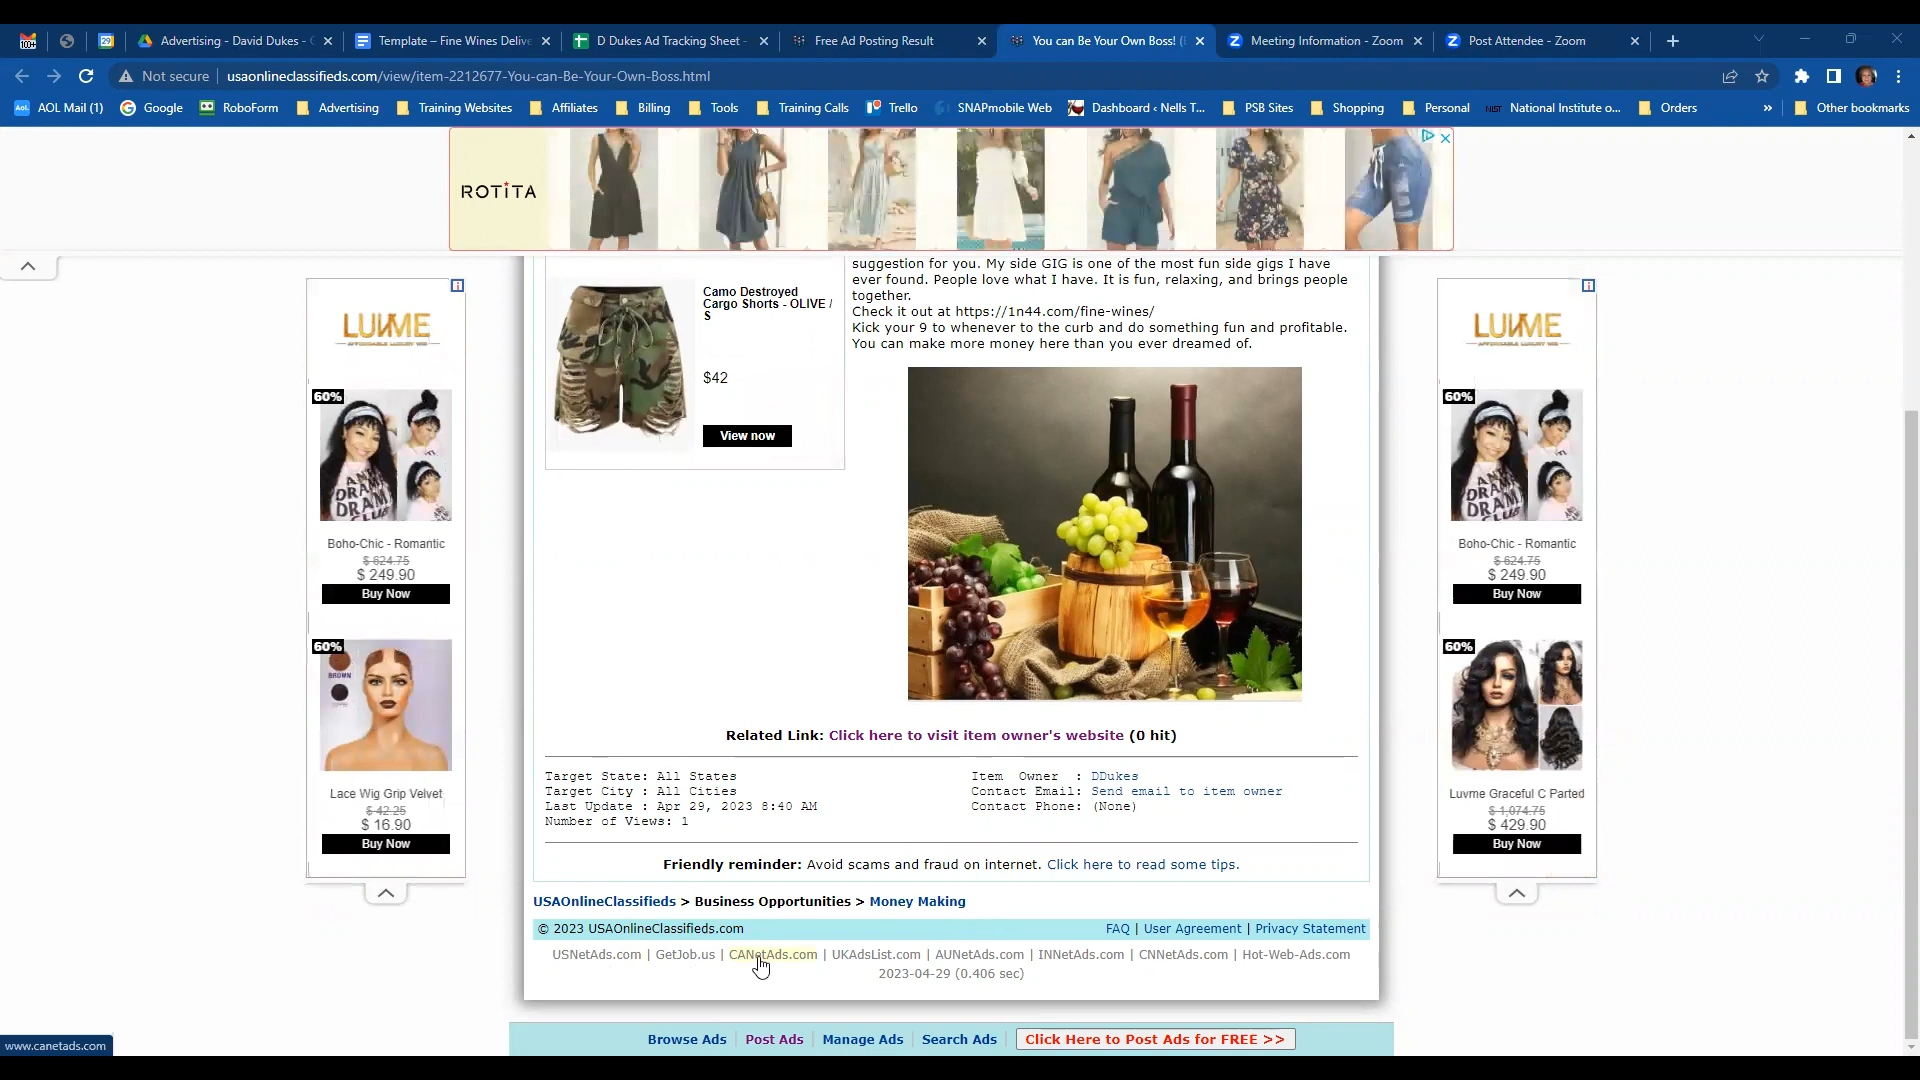 Advertising - David Dukes - G
Template – Fine Wines Delive
D Dukes Ad Tracking Sheet -
Free Ad Posting Result
You can Be Your Own Boss! (
Meeting Information - Zoom
Post Attendee - Zoom
Not secure
usaonlineclassifieds.com/view/item-2212677-You-can-Be-Your-Own-Boss.html
AOL Mail (1)
Google
RoboForm
Advertising
Training Websites
Affiliates
Billing
Tools
Training Calls
Trello
SNAPmobile Web
Dashboard ‹ Nells T...
PSB Sites
Shopping
Personal
National Institute o...
Orders
»
Other bookmarks
ROTITA
suggestion for you. My side GIG is one of the most fun side gigs I have
ever found. People love what I have. It is fun, relaxing, and brings people
together.
Check it out at https://1n44.com/fine-wines/
Kick your 9 to whenever to the curb and do something fun and profitable.
You can make more money here than you ever dreamed of.
Camo Destroyed
Cargo Shorts - OLIVE /
S
$42
View now
LUVME
AFFORDABLE LUXURY WIG
60%
Boho-Chic - Romantic
$ 624.75
$ 249.90
Buy Now
60%
BROWN
Lace Wig Grip Velvet
$ 42.25
$ 16.90
Buy Now
LUVME
AFFORDABLE LUXURY WIG
60%
Boho-Chic - Romantic
$ 624.75
$ 249.90
Buy Now
60%
Luvme Graceful C Parted
$ 1,074.75
$ 429.90
Buy Now
Related Link: Click here to visit item owner's website (0 hit)
Target State: All States
Target City : All Cities
Last Update : Apr 29, 2023 8:40 AM
Number of Views: 1
Item Owner : DDukes
Contact Email: Send email to item owner
Contact Phone: (None)
Friendly reminder: Avoid scams and fraud on internet. Click here to read some tips.
USAOnlineClassifieds > Business Opportunities > Money Making
© 2023 USAOnlineClassifieds.com
FAQ | User Agreement | Privacy Statement
USNetAds.com | GetJob.us | CANetAds.com | UKAdsList.com | AUNetAds.com | INNetAds.com | CNNetAds.com | Hot-Web-Ads.com
2023-04-29 (0.406 sec)
www.canetads.com
Browse Ads
Post Ads
Manage Ads
Search Ads
Click Here to Post Ads for FREE >>